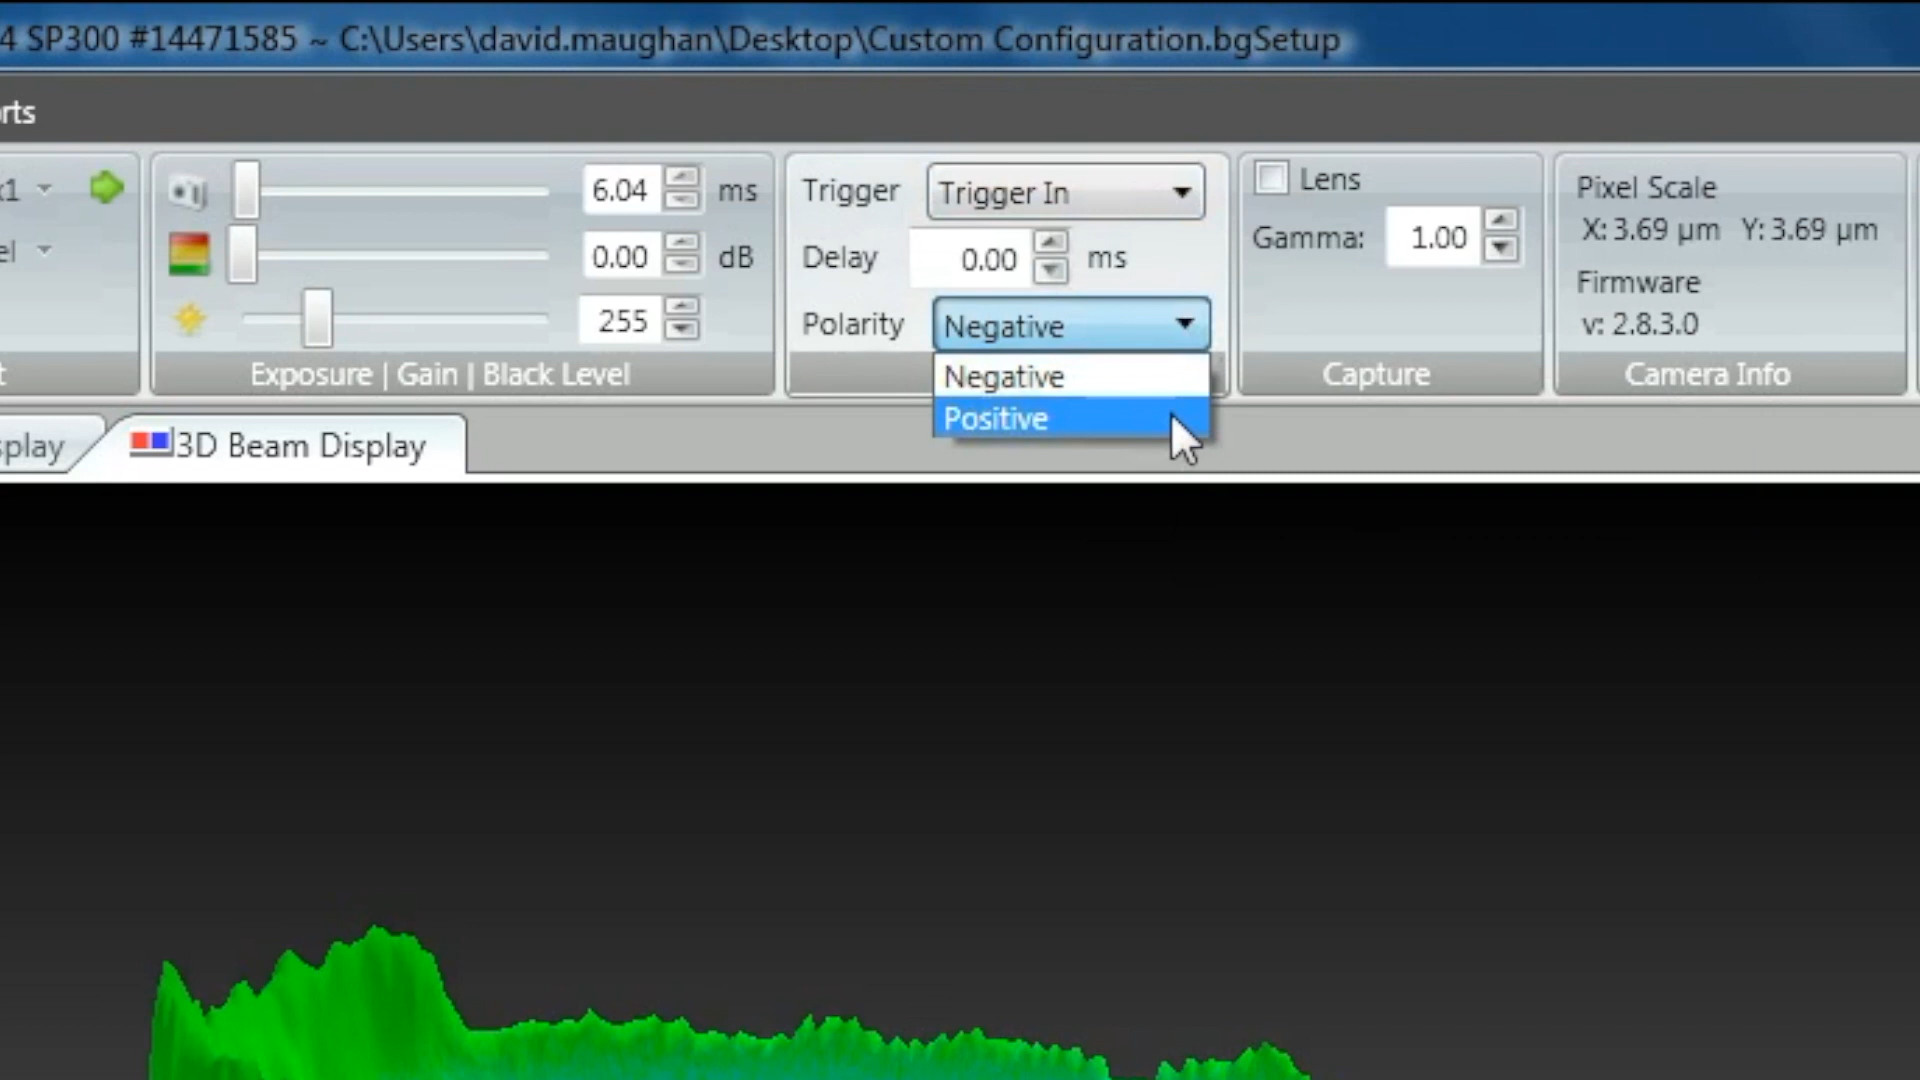 4 SP300 #14471585 ~ C:\Users\david.maughan\Desktop\Custom Configuration.bgSetup
rts
x1
el
t
6.04 ms
0.00 dB
255
Exposure | Gain | Black Level
Trigger Trigger In
Delay 0.00 ms
Polarity Negative
Negative
Positive
Lens
Gamma: 1.00
Capture
Pixel Scale
X: 3.69 µm Y: 3.69 µm
Firmware
v: 2.8.3.0
Camera Info
splay
3D Beam Display